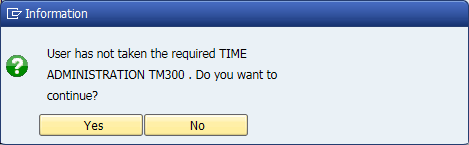 Information
User has not taken the required TIME
ADMINISTRATION TM300 . Do you want to
continue?
Yes No